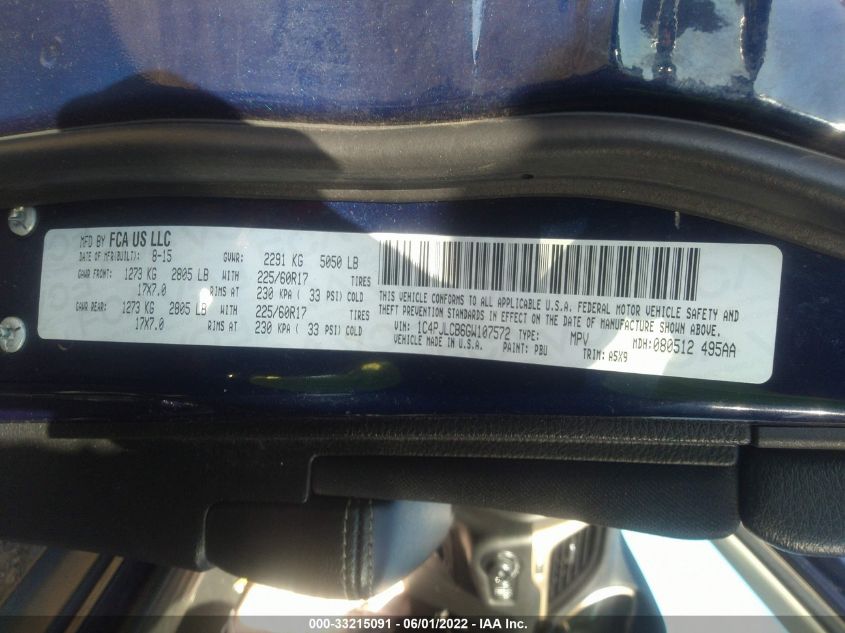 MFD BY FCA US LLC
DATE OF MFR(BUILT): 8-15 GVWR: 2291 KG 5050 LB
GAWR FRONT: 1273 KG 2805 LB WITH 225/60R17 TIRES
17X7.0 RIMS AT 230 KPA ( 33 PSI) COLD
GAWR REAR: 1273 KG 2805 LB WITH 225/60R17 TIRES
17X7.0 RIMS AT 230 KPA ( 33 PSI) COLD
THIS VEHICLE CONFORMS TO ALL APPLICABLE U.S.A. FEDERAL MOTOR VEHICLE SAFETY AND
THEFT PREVENTION STANDARDS IN EFFECT ON THE DATE OF MANUFACTURE SHOWN ABOVE.
VIN: 1C4PJLCB6GW107572 TYPE: MPV MDH: 080512 495AA
VEHICLE MADE IN U.S.A. PAINT: PBU TRIM: A5X9
000-33215091 - 06/01/2022 - IAA Inc.